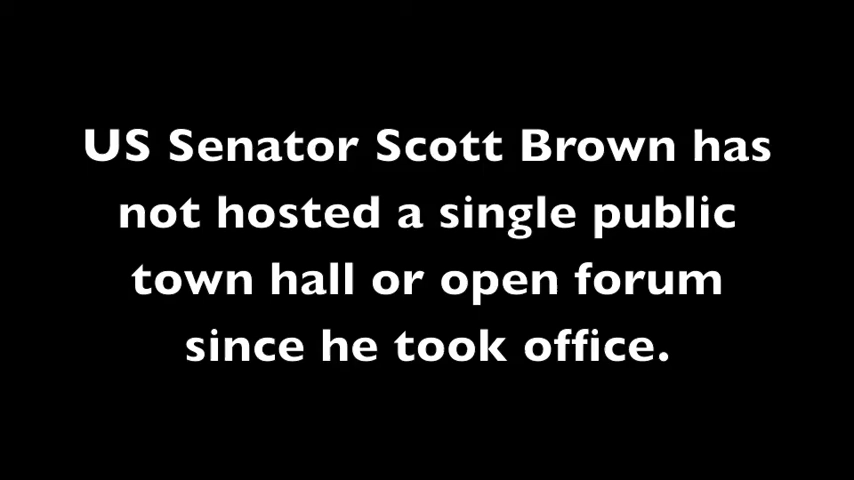 US Senator Scott Brown has
not hosted a single public
town hall or open forum
since he took office.